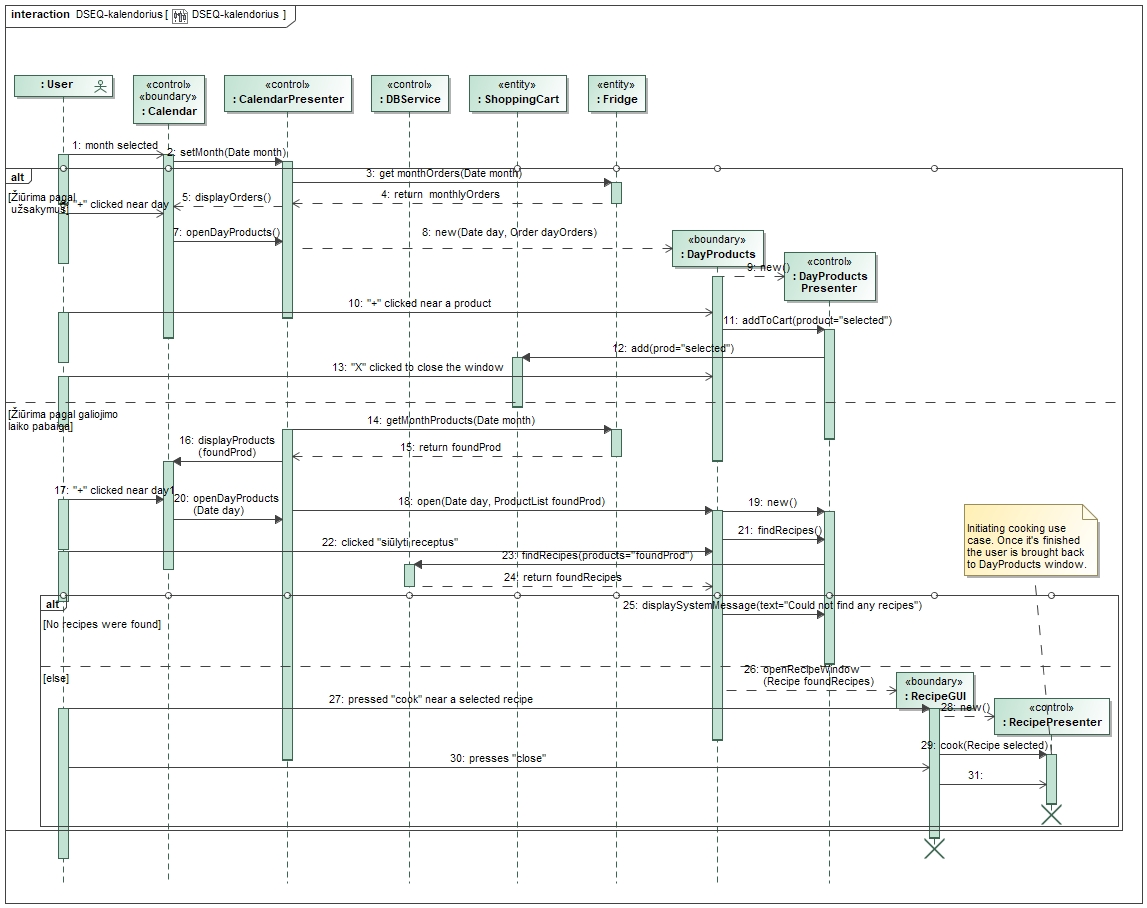 interaction DSEQ-kalendorius [ DSEQ-kalendorius ]
: User
«control»
«boundary»
: Calendar
«control»
: CalendarPresenter
«control»
: DBService
«entity»
: ShoppingCart
«entity»
: Fridge
1: month selected
2: setMonth(Date month)
alt
3: get monthOrders(Date month)
[Žiūrima pagal
užsakymus]
4: return monthlyOrders
5: displayOrders()
"+" clicked near day
7: openDayProducts()
8: new(Date day, Order dayOrders)
«boundary»
: DayProducts
9: new()
«control»
: DayProducts
Presenter
10: "+" clicked near a product
11: addToCart(product="selected")
12: add(prod="selected")
13: "X" clicked to close the window
[Žiūrima pagal galiojimo
laiko pabaigą]
14: getMonthProducts(Date month)
15: return foundProd
16: displayProducts
(foundProd)
17: "+" clicked near day1
20: openDayProducts
(Date day)
18: open(Date day, ProductList foundProd)
19: new()
21: findRecipes()
22: clicked "siūlyti receptus"
23: findRecipes(products="foundProd")
24: return foundRecipes
Initiating cooking use
case. Once it's finished
the user is brought back
to DayProducts window.
alt
25: displaySystemMessage(text="Could not find any recipes")
[No recipes were found]
[else]
26: openRecipeWindow
(Recipe foundRecipes)
«boundary»
: RecipeGUI
27: pressed "cook" near a selected recipe
28: new()
«control»
: RecipePresenter
29: cook(Recipe selected)
30: presses "close"
31: